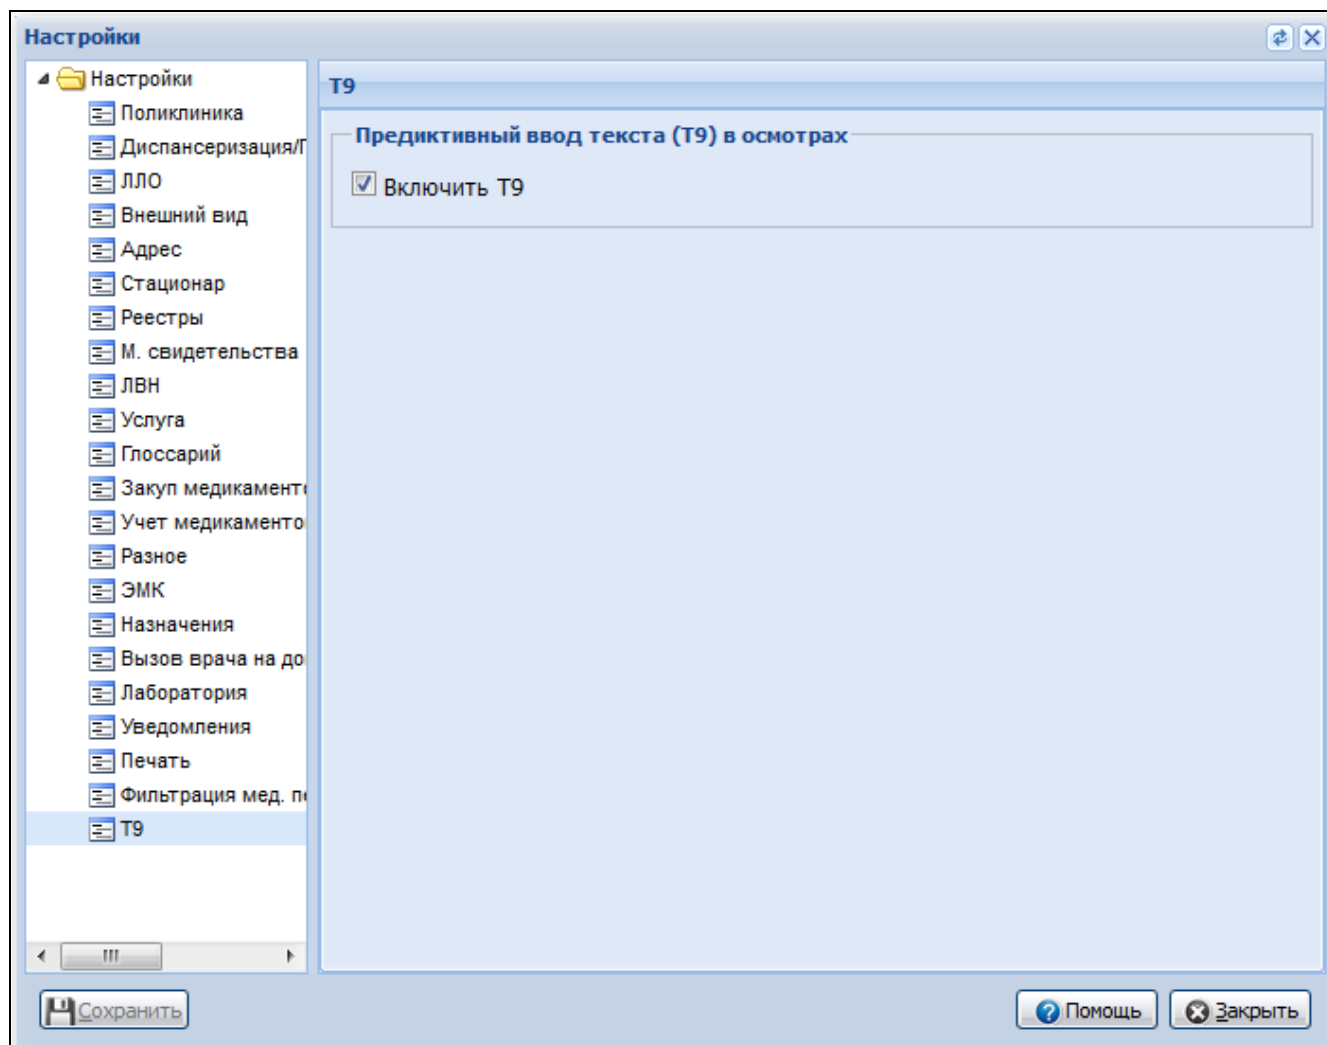 Настройки
Настройки
Поликлиника
Диспансеризация/П
ЛЛО
Внешний вид
Адрес
Стационар
Реестры
М. свидетельства
ЛВН
Услуга
Глоссарий
Закуп медикаменто
Учет медикаменто
Разное
ЭМК
Назначения
Вызов врача на до
Лаборатория
Уведомления
Печать
Фильтрация мед. п
Т9
Т9
Предиктивный ввод текста (Т9) в осмотрах
Включить Т9
Сохранить
Помощь
Закрыть